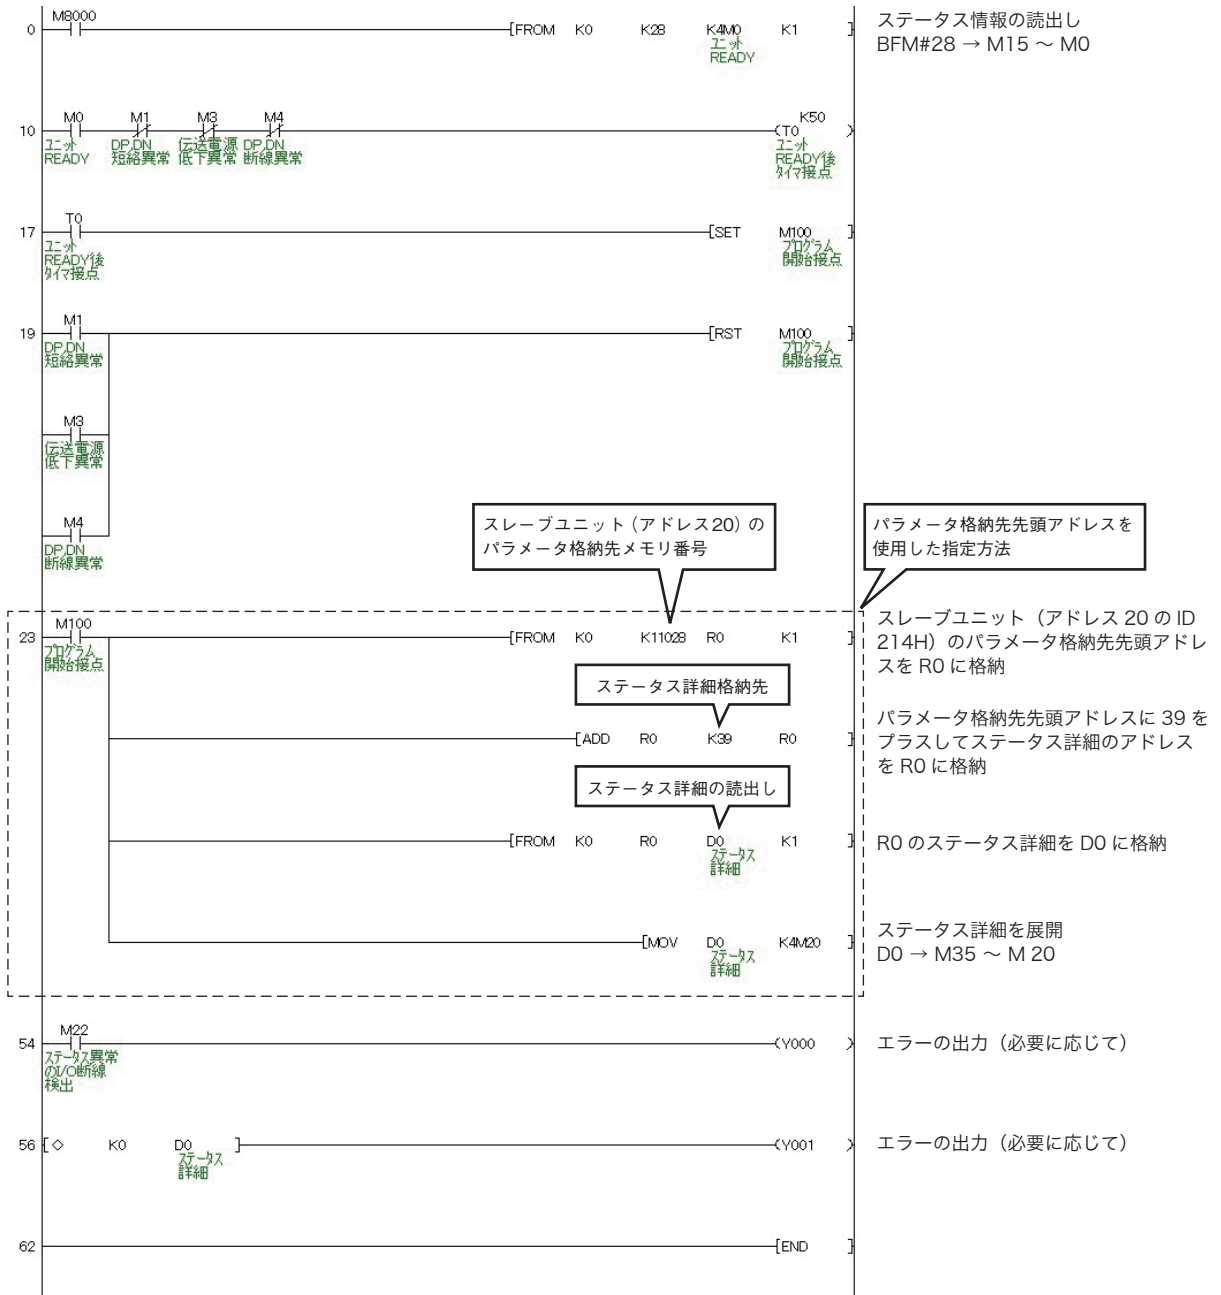 M8000
0 [FROM K0 K28 K4M0 K1 ]
ユニット
READY
ステータス情報の読出し
BFM#28 → M15 ~ M0
M0 M1 M3 M4 K50
10 (T0 )
ユニット
READY
DP,DN
短絡異常
伝送電源
低下異常
DP,DN
断線異常
ユニット
READY後
タイマ接点
T0
17 [SET M100 ]
ユニット
READY後
タイマ接点
プログラム
開始接点
M1
19 [RST M100 ]
DP,DN
短絡異常
プログラム
開始接点
M3
伝送電源
低下異常
M4
DP,DN
断線異常
スレーブユニット(アドレス20)の
パラメータ格納先メモリ番号
パラメータ格納先先頭アドレスを
使用した指定方法
M100
23 [FROM K0 K11028 R0 K1 ]
プログラム
開始接点
スレーブユニット(アドレス 20 の ID
214H)のパラメータ格納先先頭アドレ
スを R0 に格納
ステータス詳細格納先
[ADD R0 K39 R0 ]
パラメータ格納先先頭アドレスに 39 を
プラスしてステータス詳細のアドレス
を R0 に格納
ステータス詳細の読出し
[FROM K0 R0 D0 K1 ]
ステータス
詳細
R0 のステータス詳細を D0 に格納
[MOV D0 K4M20 ]
ステータス
詳細
ステータス詳細を展開
D0 → M35 ~ M 20
M22
54 (Y000 )
ステータス異常
のI/O断線
検出
エラーの出力(必要に応じて)
56 [<> K0 D0 ] (Y001 )
ステータス
詳細
エラーの出力(必要に応じて)
62 [END ]